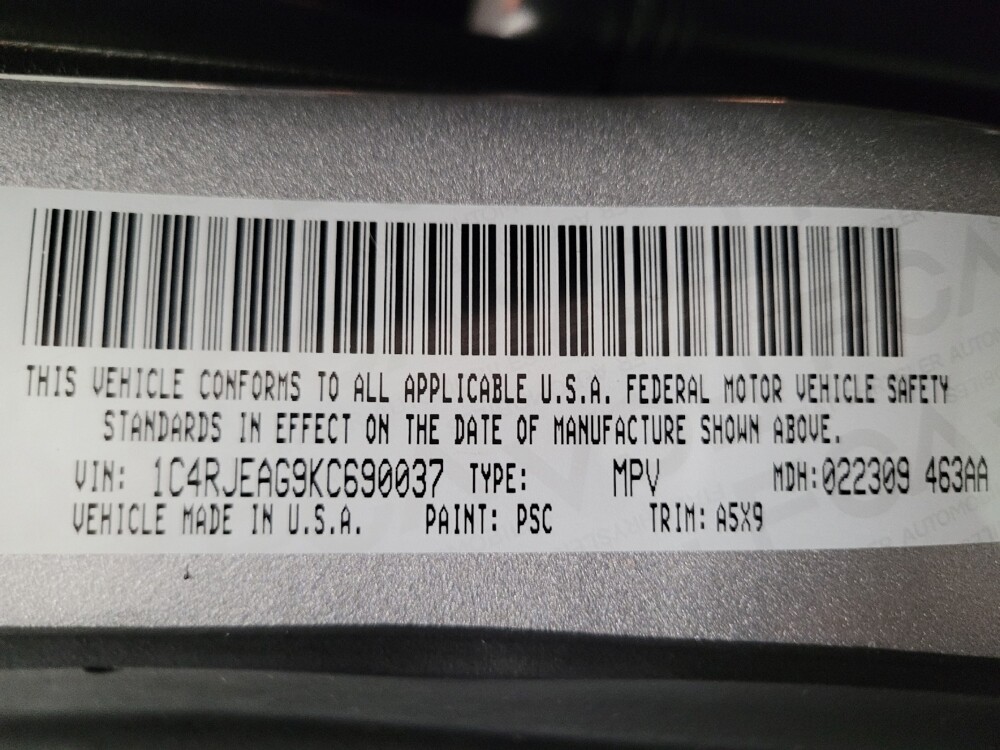 THIS VEHICLE CONFORMS TO ALL APPLICABLE U.S.A. FEDERAL MOTOR VEHICLE SAFETY
STANDARDS IN EFFECT ON THE DATE OF MANUFACTURE SHOWN ABOVE.
VIN: 1C4RJEAG9KC690037 TYPE: MPV MDH:022309 463AA
VEHICLE MADE IN U.S.A. PAINT: PSC TRIM: A5X9